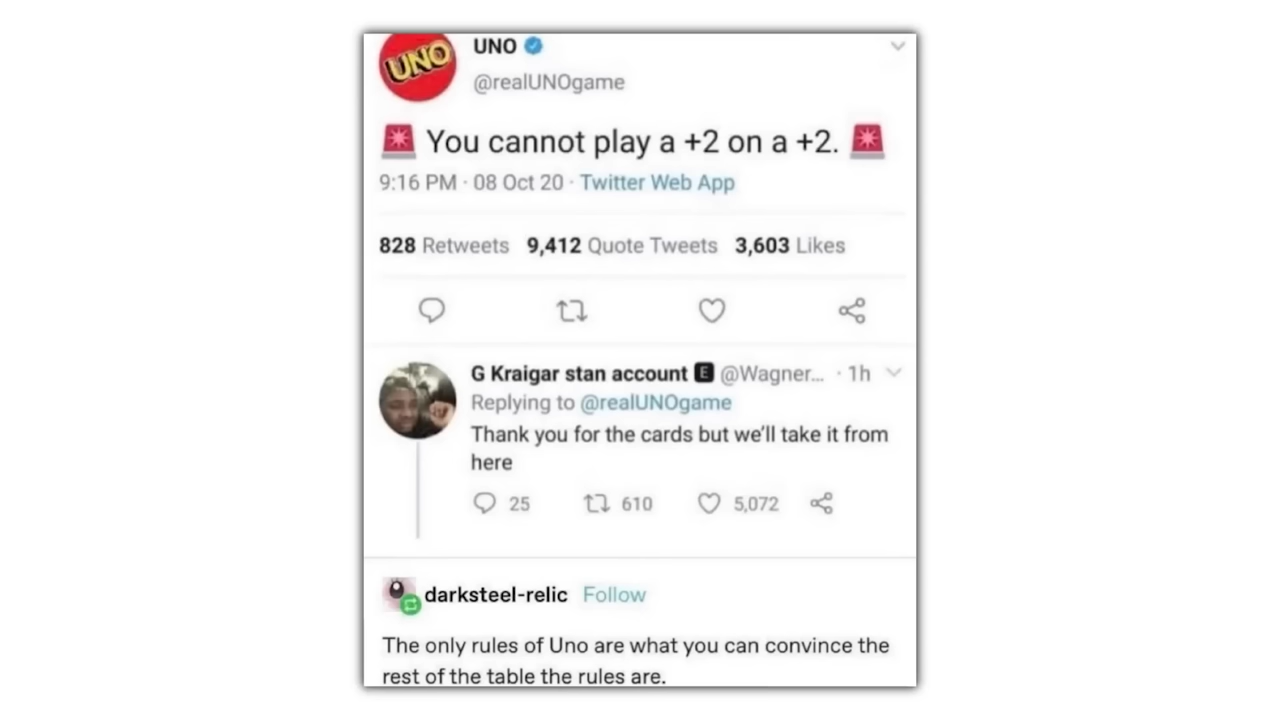 UNO
UNO
@realUNOgame
🚨 You cannot play a +2 on a +2. 🚨
9:16 PM · 08 Oct 20 · Twitter Web App
828 Retweets 9,412 Quote Tweets 3,603 Likes
G Kraigar stan account 🅴 @Wagner... · 1h
Replying to @realUNOgame
Thank you for the cards but we'll take it from
here
25 610 5,072
darksteel-relic Follow
The only rules of Uno are what you can convince the
rest of the table the rules are.